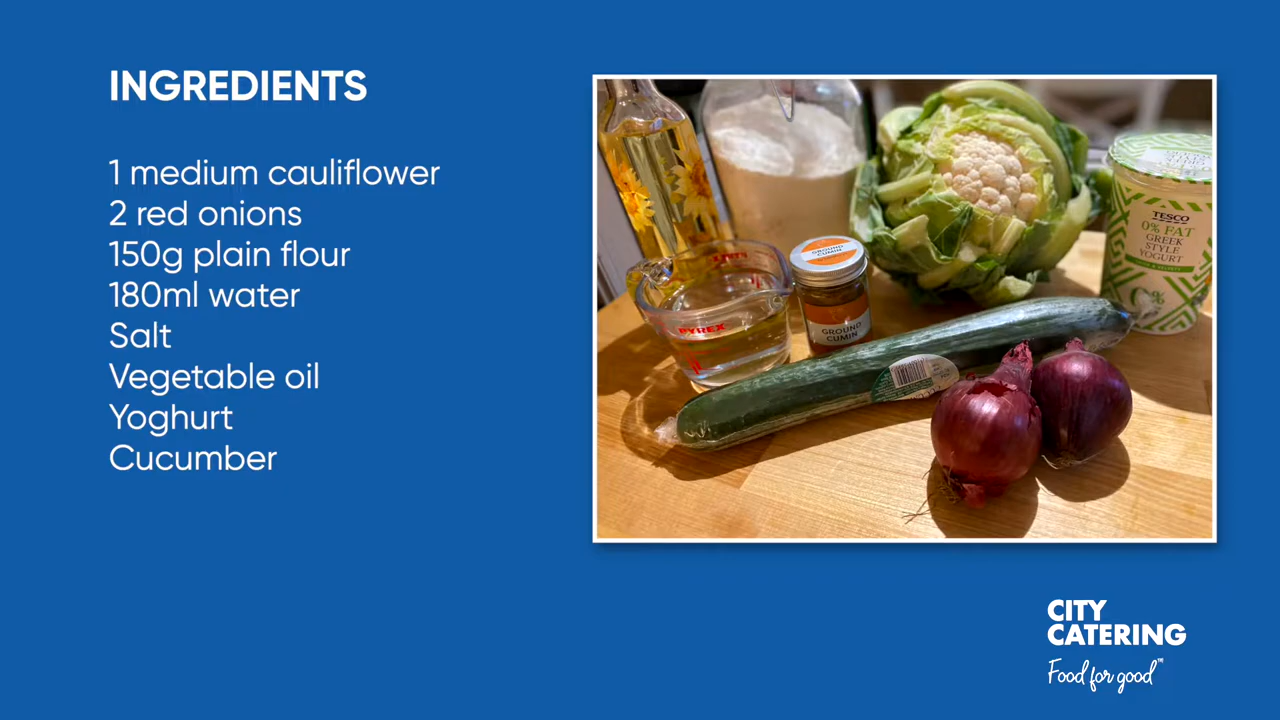 INGREDIENTS
1 medium cauliflower
2 red onions
150g plain flour
180ml water
Salt
Vegetable oil
Yoghurt
Cucumber
GROUND
CUMIN
PYREX
GROUND
CUMIN
TESCO
0% FAT
GREEK
STYLE
YOGURT
0%
CITY
CATERING
Food for good™